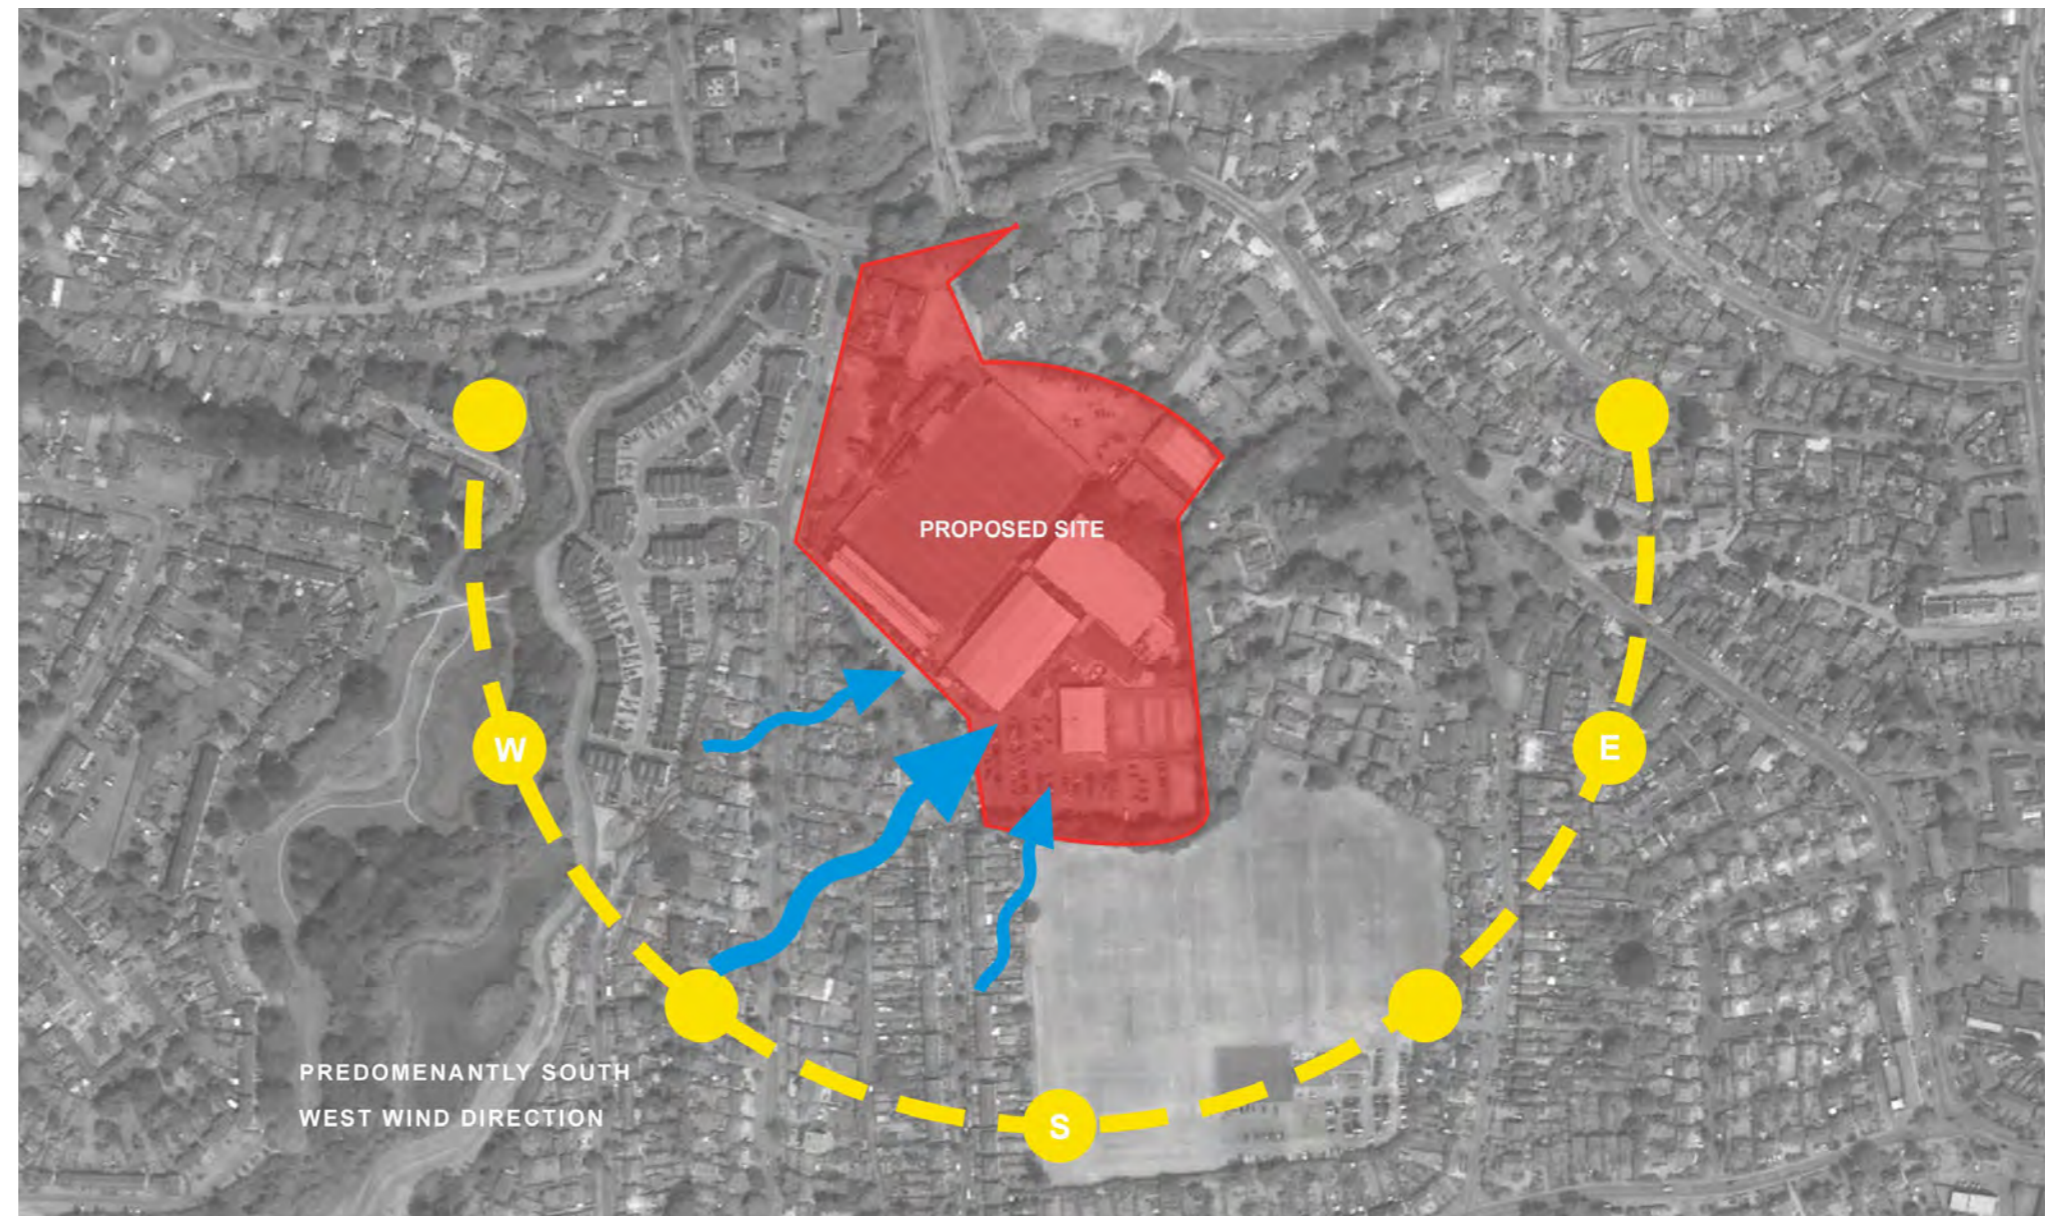 PROPOSED SITE
W
E
S
PREDOMENANTLY SOUTH
WEST WIND DIRECTION